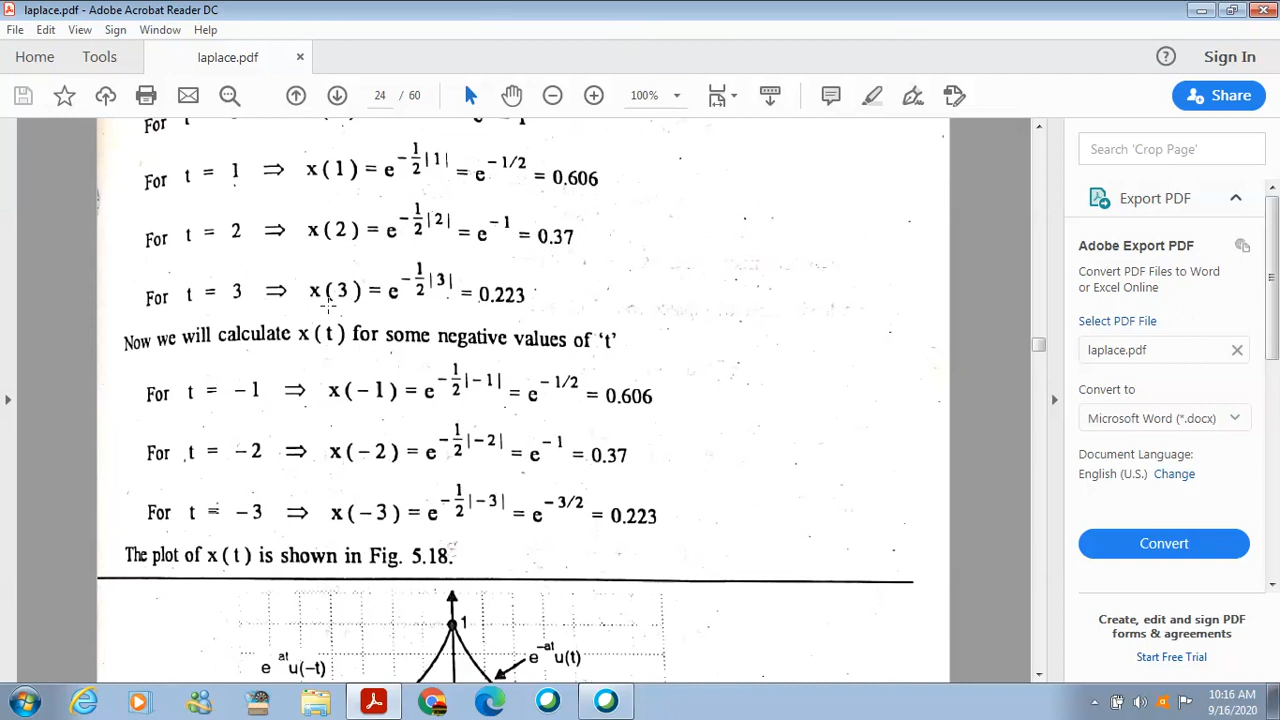 laplace.pdf - Adobe Acrobat Reader DC
File Edit View Sign Window Help
Home Tools laplace.pdf × Sign In
24 / 60 100% Share
For
For t = 1 ⇒ x(1) = e^{-\frac{1}{2}|1|} = e^{-1/2} = 0.606
For t = 2 ⇒ x(2) = e^{-\frac{1}{2}|2|} = e^{-1} = 0.37
For t = 3 ⇒ x(3) = e^{-\frac{1}{2}|3|} = 0.223
Now we will calculate x(t) for some negative values of 't'
For t = -1 ⇒ x(-1) = e^{-\frac{1}{2}|-1|} = e^{-1/2} = 0.606
For t = -2 ⇒ x(-2) = e^{-\frac{1}{2}|-2|} = e^{-1} = 0.37
For t = -3 ⇒ x(-3) = e^{-\frac{1}{2}|-3|} = e^{-3/2} = 0.223
The plot of x(t) is shown in Fig. 5.18.
1
e^{-at}u(t)
e^{at}u(-t)
Search 'Crop Page'
Export PDF
Adobe Export PDF
Convert PDF Files to Word
or Excel Online
Select PDF File
laplace.pdf ×
Convert to
Microsoft Word (*.docx)
Document Language:
English (U.S.) Change
Convert
Create, edit and sign PDF
forms & agreements
Start Free Trial
10:16 AM
9/16/2020